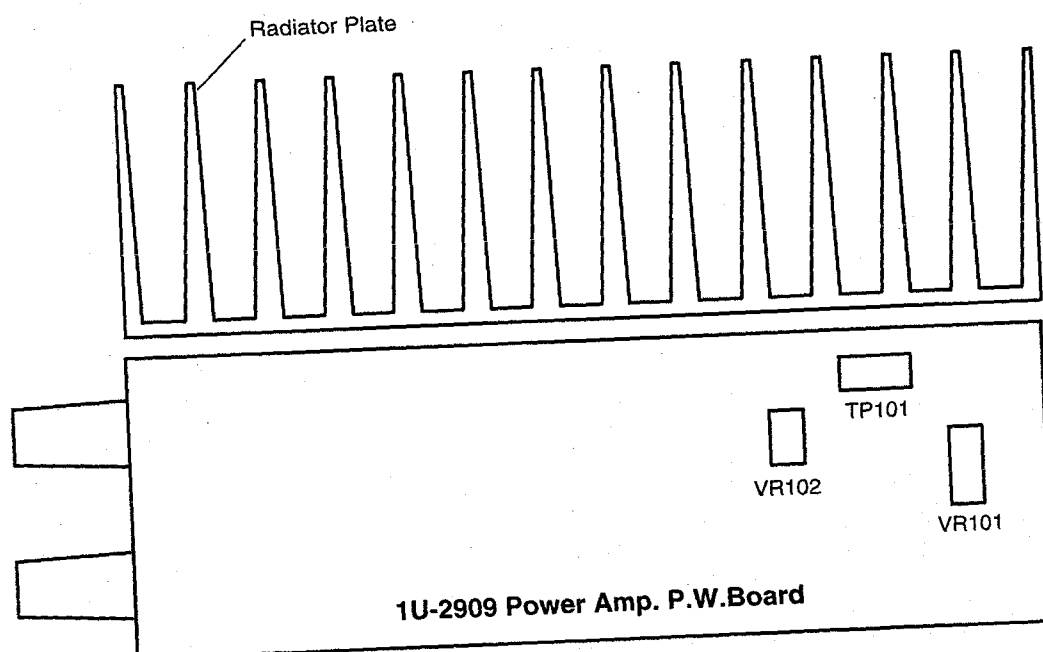 Radiator Plate
TP101
VR102
VR101
1U-2909 Power Amp. P.W.Board